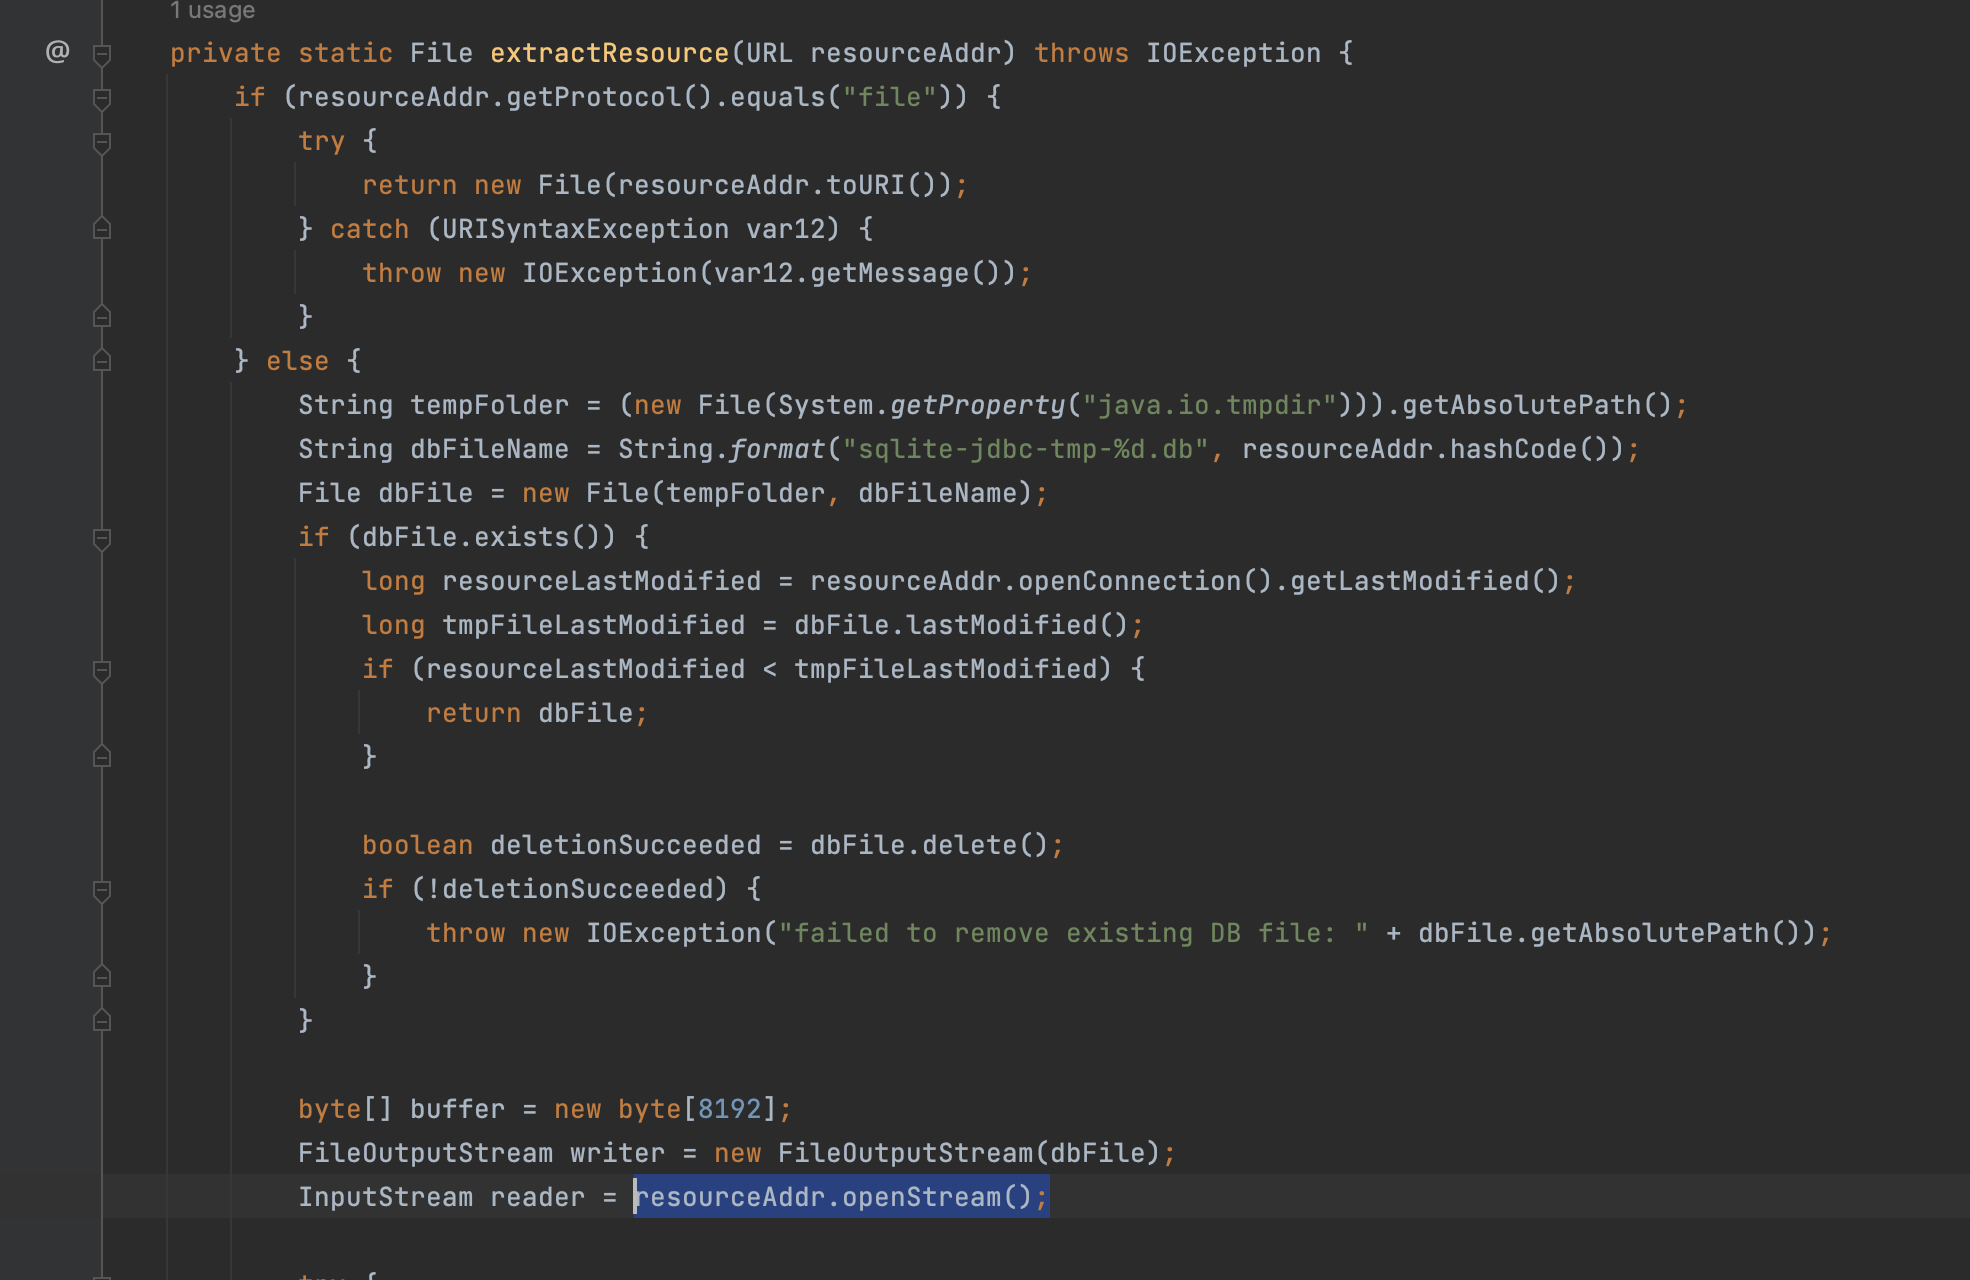 1 usage
@ private static File extractResource(URL resourceAddr) throws IOException {
if (resourceAddr.getProtocol().equals("file")) {
try {
return new File(resourceAddr.toURI());
} catch (URISyntaxException var12) {
throw new IOException(var12.getMessage());
}
} else {
String tempFolder = (new File(System.getProperty("java.io.tmpdir"))).getAbsolutePath();
String dbFileName = String.format("sqlite-jdbc-tmp-%d.db", resourceAddr.hashCode());
File dbFile = new File(tempFolder, dbFileName);
if (dbFile.exists()) {
long resourceLastModified = resourceAddr.openConnection().getLastModified();
long tmpFileLastModified = dbFile.lastModified();
if (resourceLastModified < tmpFileLastModified) {
return dbFile;
}
boolean deletionSucceeded = dbFile.delete();
if (!deletionSucceeded) {
throw new IOException("failed to remove existing DB file: " + dbFile.getAbsolutePath());
}
}
byte[] buffer = new byte[8192];
FileOutputStream writer = new FileOutputStream(dbFile);
InputStream reader = resourceAddr.openStream();